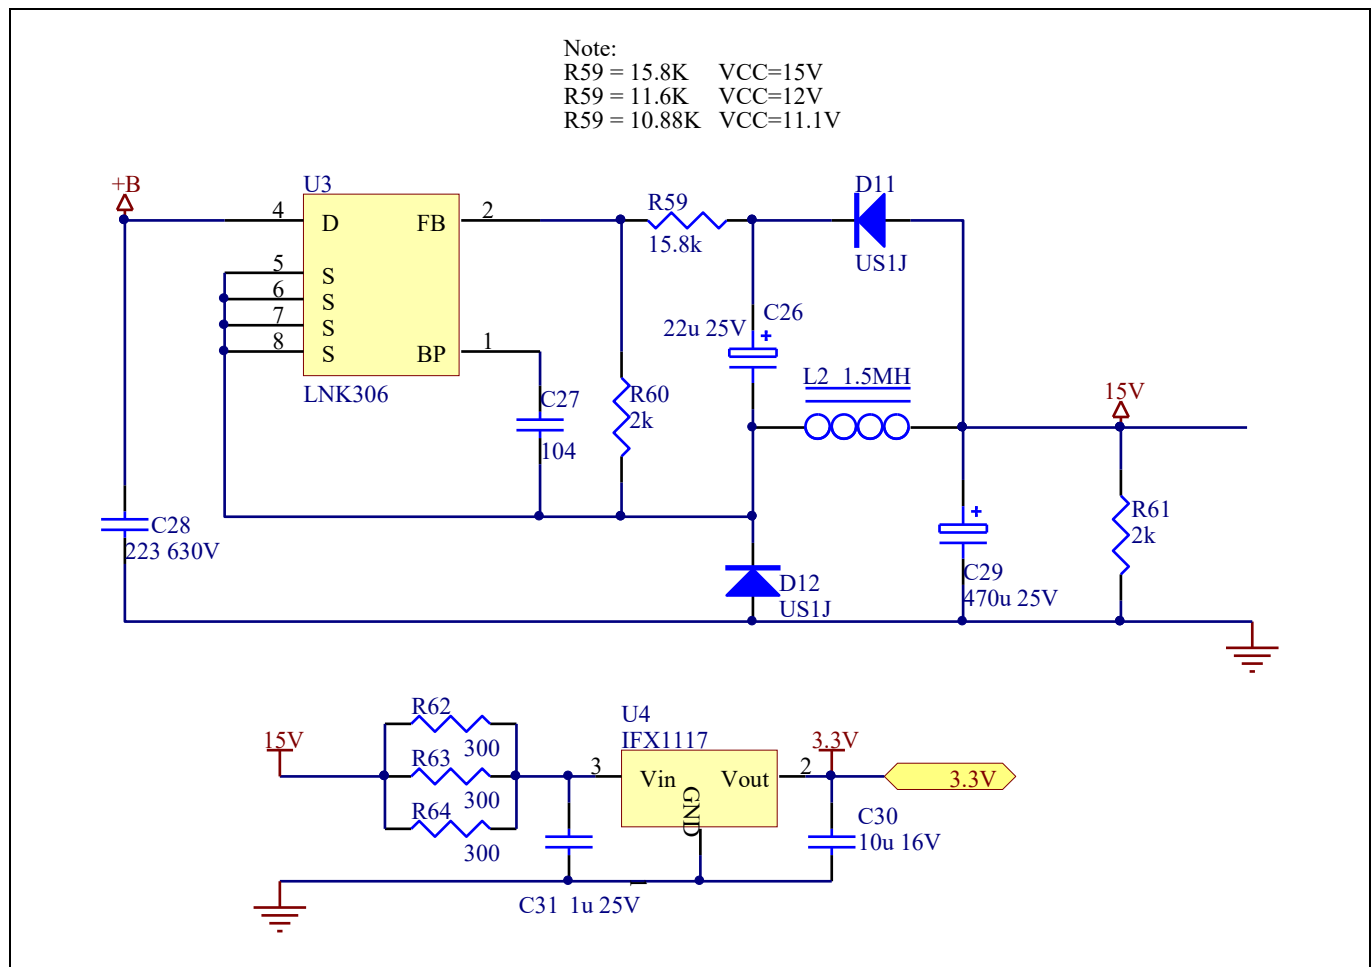 Note:
R59 = 15.8K VCC=15V
R59 = 11.6K VCC=12V
R59 = 10.88K VCC=11.1V
+B
U3
4
D
FB
2
5
S
6
S
7
S
8
S
BP
1
LNK306
R59
15.8k
D11
US1J
C26
22u 25V
L2 1.5MH
15V
C27
104
R60
2k
C28
223 630V
D12
US1J
C29
470u 25V
R61
2k
15V
R62
300
R63
300
R64
300
U4
IFX1117
3
Vin
Vout
2
GND
1
3.3V
3.3V
C30
10u 16V
C31 1u 25V